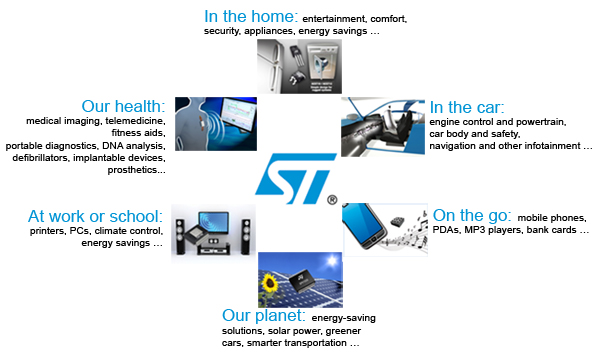 In the home: entertainment, comfort,
security, appliances, energy savings …
Our health:
medical imaging, telemedicine,
fitness aids,
portable diagnostics, DNA analysis,
defibrillators, implantable devices,
prosthetics...
In the car:
engine control and powertrain,
car body and safety,
navigation and other infotainment …
ST®
At work or school:
printers, PCs, climate control,
energy savings …
On the go: mobile phones,
PDAs, MP3 players, bank cards …
Our planet: energy-saving
solutions, solar power, greener
cars, smarter transportation …